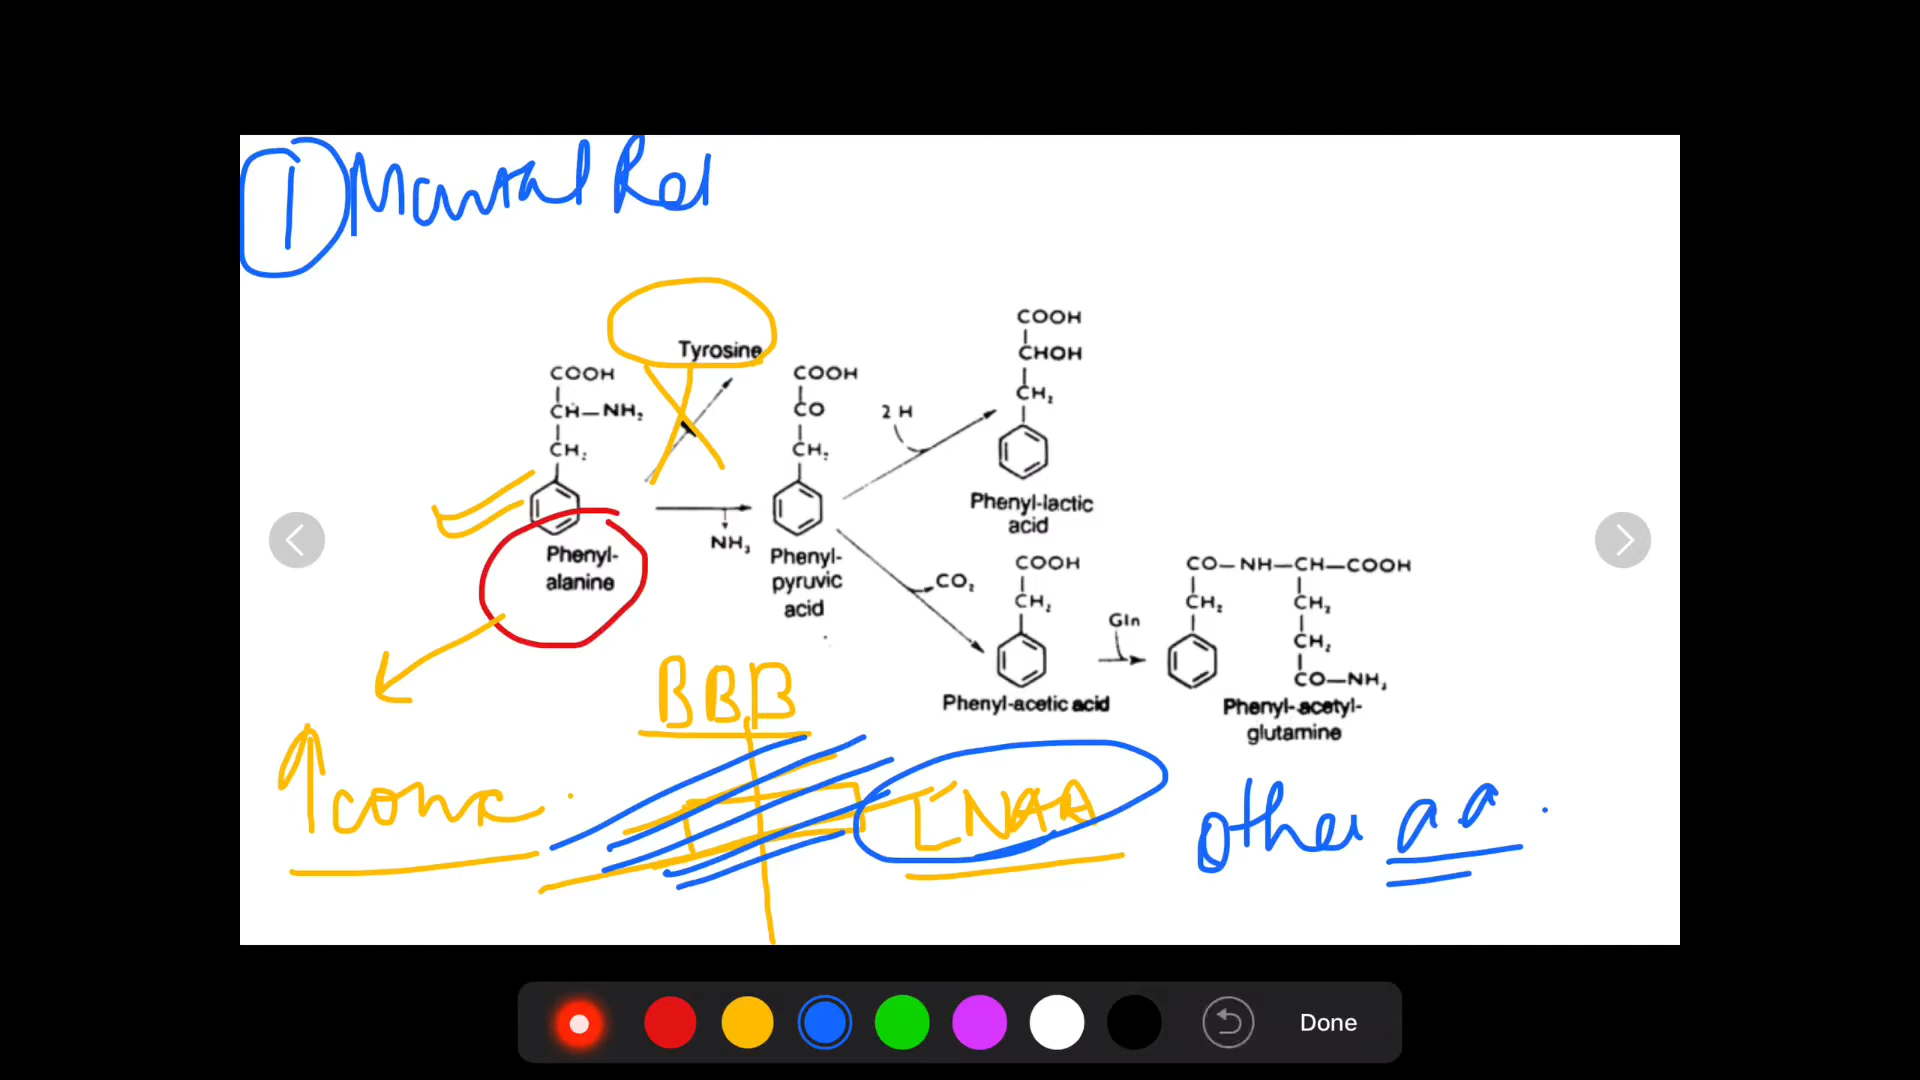 1 Mental Ret
Tyrosine
COOH
CH—NH₂
CH₂
Phenyl-
alanine
NH₃
COOH
CO
CH₂
Phenyl-
pyruvic
acid
2 H
COOH
CHOH
CH₂
Phenyl-lactic
acid
CO₂
COOH
CH₂
Phenyl-acetic acid
Gln
CO—NH—CH—COOH
CH₂
CH₂
CH₂
CO—NH₂
Phenyl-acetyl-
glutamine
BBB
↑ conc.
LNAA
other a a.
Done